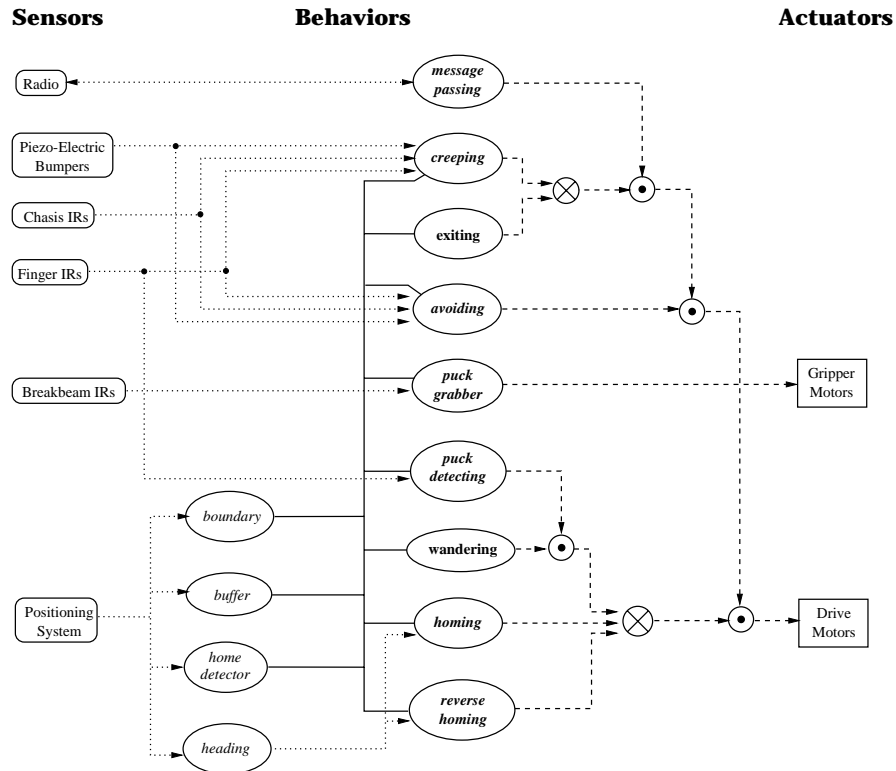 Sensors
Behaviors
Actuators
Radio
message
passing
Piezo-Electric
Bumpers
creeping
Chasis IRs
exiting
Finger IRs
avoiding
Breakbeam IRs
puck
grabber
Gripper
Motors
puck
detecting
boundary
wandering
buffer
Positioning
System
homing
Drive
Motors
home
detector
reverse
homing
heading